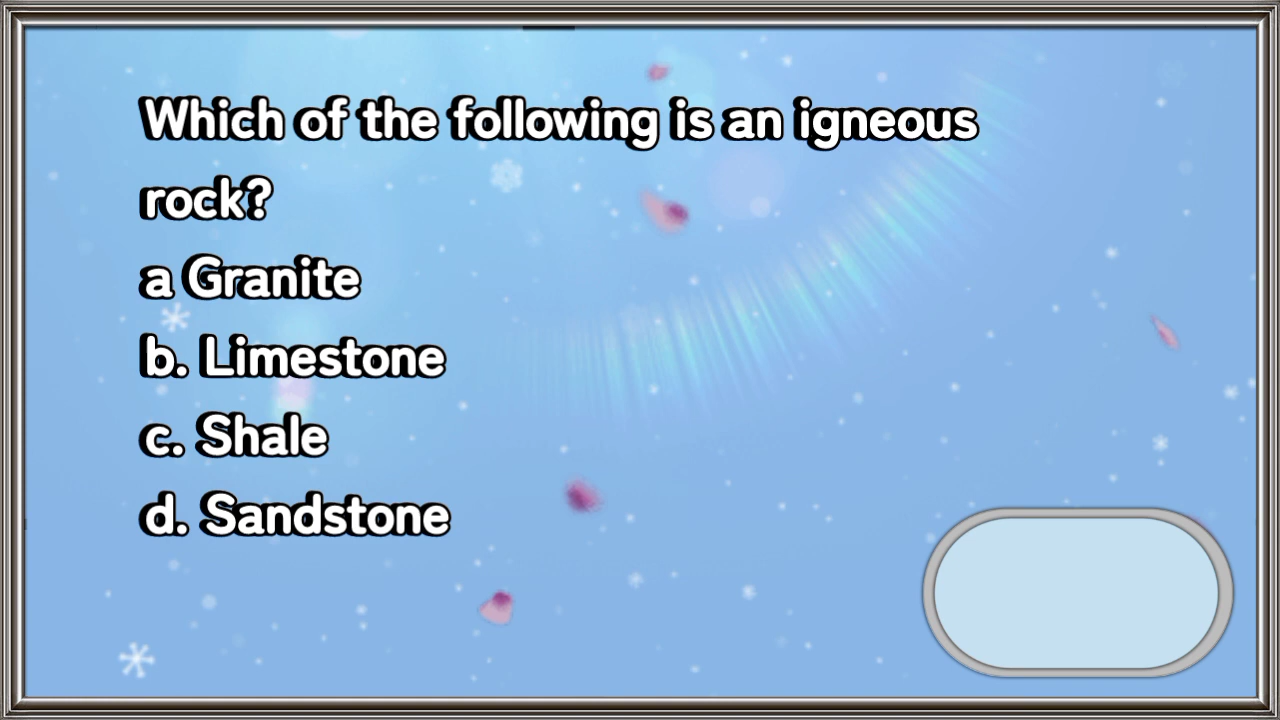 Which of the following is an igneous
rock?
a Granite
b. Limestone
c. Shale
d. Sandstone